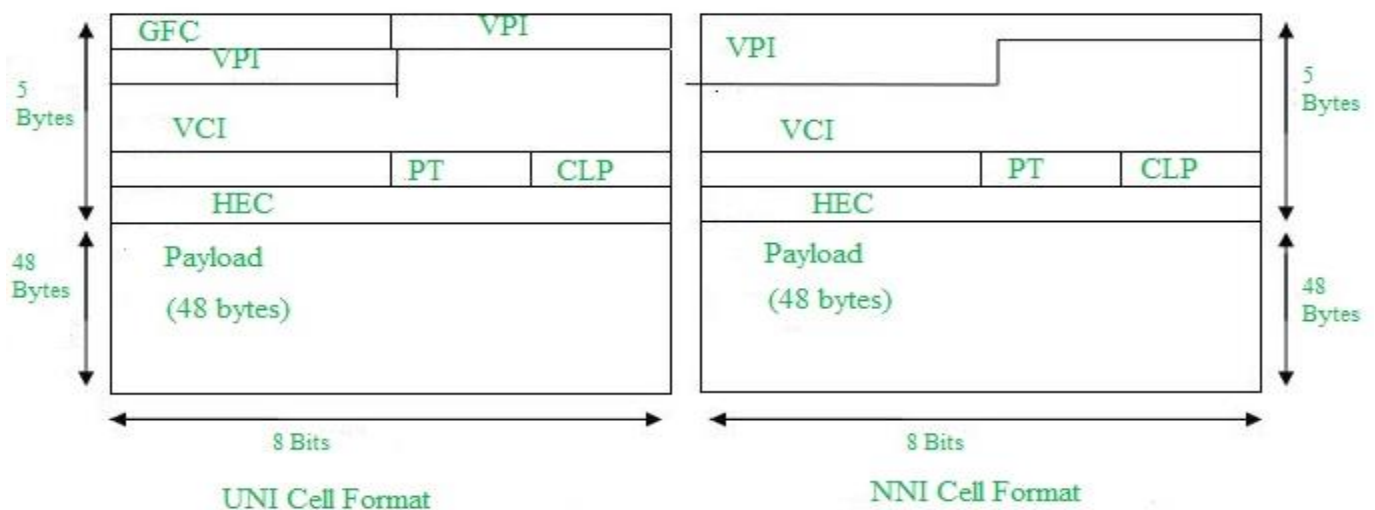 GFC VPI
VPI
VCI
PT CLP
HEC
Payload
(48 bytes)
5
Bytes
48
Bytes
8 Bits
UNI Cell Format
VPI
VCI
PT CLP
HEC
Payload
(48 bytes)
5
Bytes
48
Bytes
8 Bits
NNI Cell Format